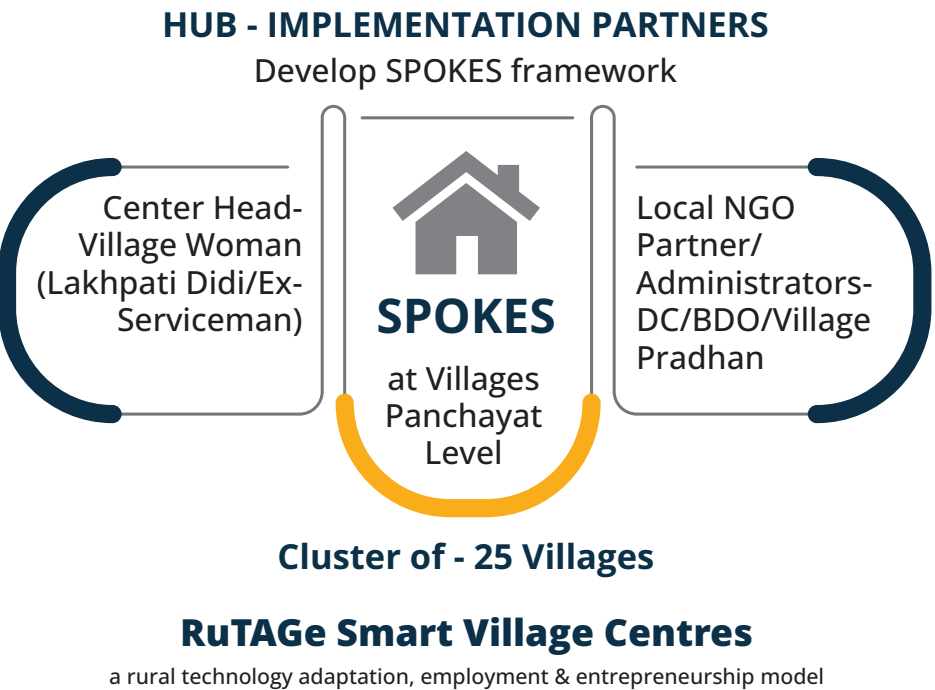 HUB - IMPLEMENTATION PARTNERS
Develop SPOKES framework
Center Head-
Village Woman
(Lakhpati Didi/Ex-
Serviceman)
SPOKES
at Villages
Panchayat
Level
Local NGO
Partner/
Administrators-
DC/BDO/Village
Pradhan
Cluster of - 25 Villages
RuTAGe Smart Village Centres
a rural technology adaptation, employment & entrepreneurship model